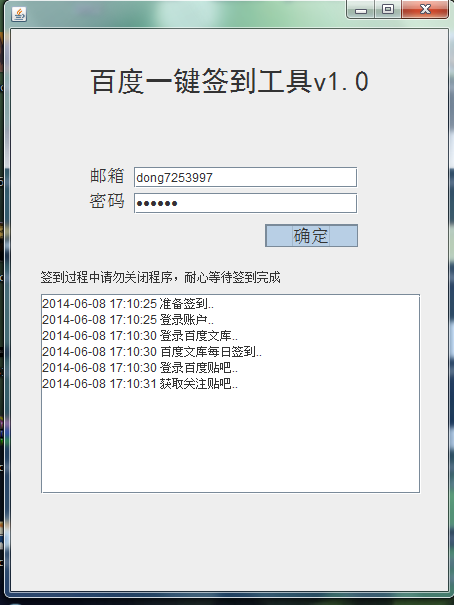 百度一键签到工具v1.0
邮箱 dong7253997
密码 ●●●●●●
确定
签到过程中请勿关闭程序，耐心等待签到完成
2014-06-08 17:10:25 准备签到..
2014-06-08 17:10:25 登录账户..
2014-06-08 17:10:30 登录百度文库..
2014-06-08 17:10:30 百度文库每日签到..
2014-06-08 17:10:30 登录百度贴吧..
2014-06-08 17:10:31 获取关注贴吧..